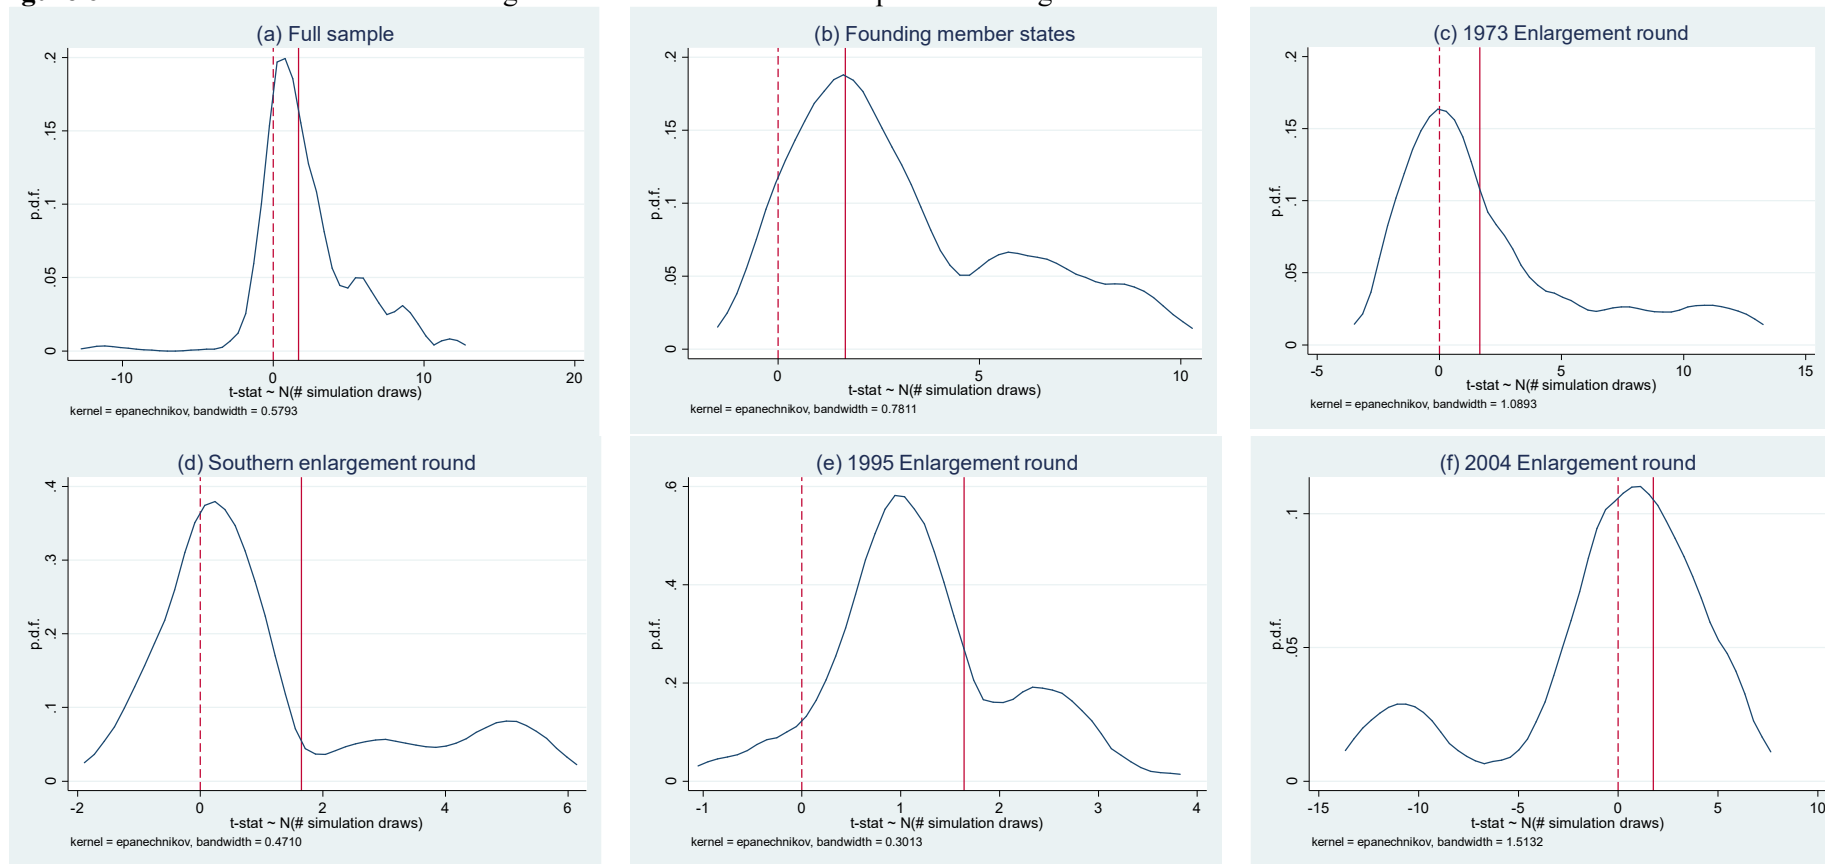 (a) Full sample
.2
.15
.1
.05
0
p.d.f.
-10 0 10 20
t-stat ~ N(# simulation draws)
kernel = epanechnikov, bandwidth = 0.5793
(b) Founding member states
.2
.15
.1
.05
0
p.d.f.
0 5 10
t-stat ~ N(# simulation draws)
kernel = epanechnikov, bandwidth = 0.7811
(c) 1973 Enlargement round
.2
.15
.1
.05
0
p.d.f.
-5 0 5 10 15
t-stat ~ N(# simulation draws)
kernel = epanechnikov, bandwidth = 1.0893
(d) Southern enlargement round
.4
.3
.2
.1
0
p.d.f.
-2 0 2 4 6
t-stat ~ N(# simulation draws)
kernel = epanechnikov, bandwidth = 0.4710
(e) 1995 Enlargement round
.6
.4
.2
0
p.d.f.
-1 0 1 2 3 4
t-stat ~ N(# simulation draws)
kernel = epanechnikov, bandwidth = 0.3013
(f) 2004 Enlargement round
.1
.05
0
p.d.f.
-15 -10 -5 0 5 10
t-stat ~ N(# simulation draws)
kernel = epanechnikov, bandwidth = 1.5132